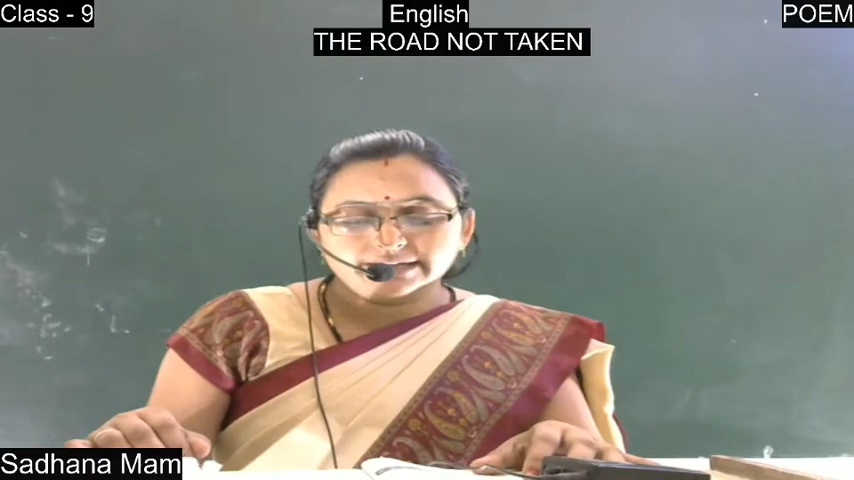 Class - 9
English
POEM
THE ROAD NOT TAKEN
Sadhana Mam